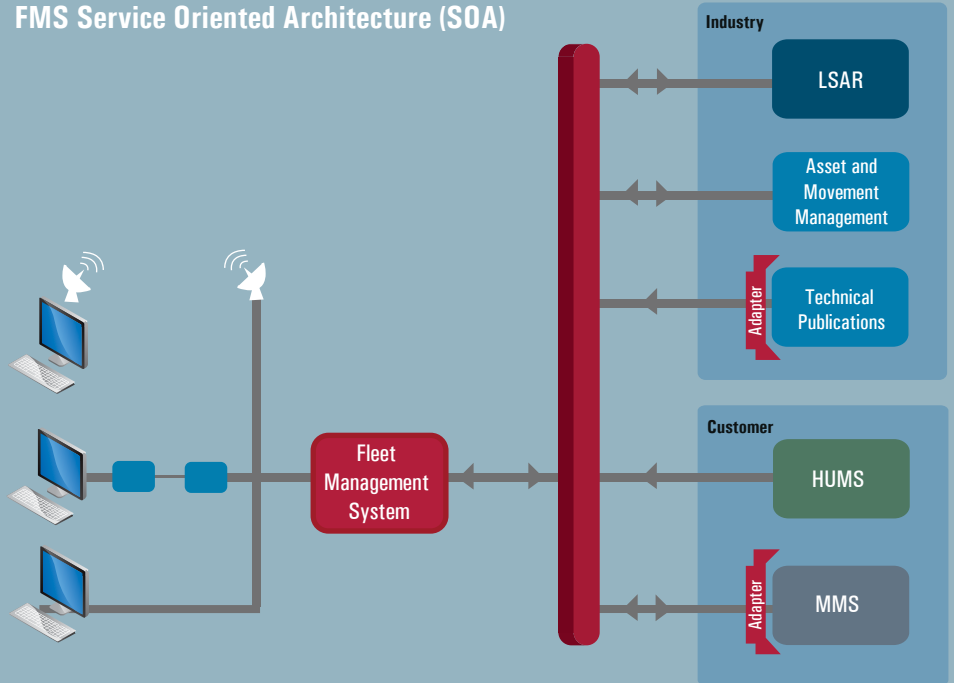 FMS Service Oriented Architecture (SOA)
Industry
LSAR
Asset and
Movement
Management
Adapter
Technical
Publications
Customer
Fleet
Management
System
HUMS
Adapter
MMS